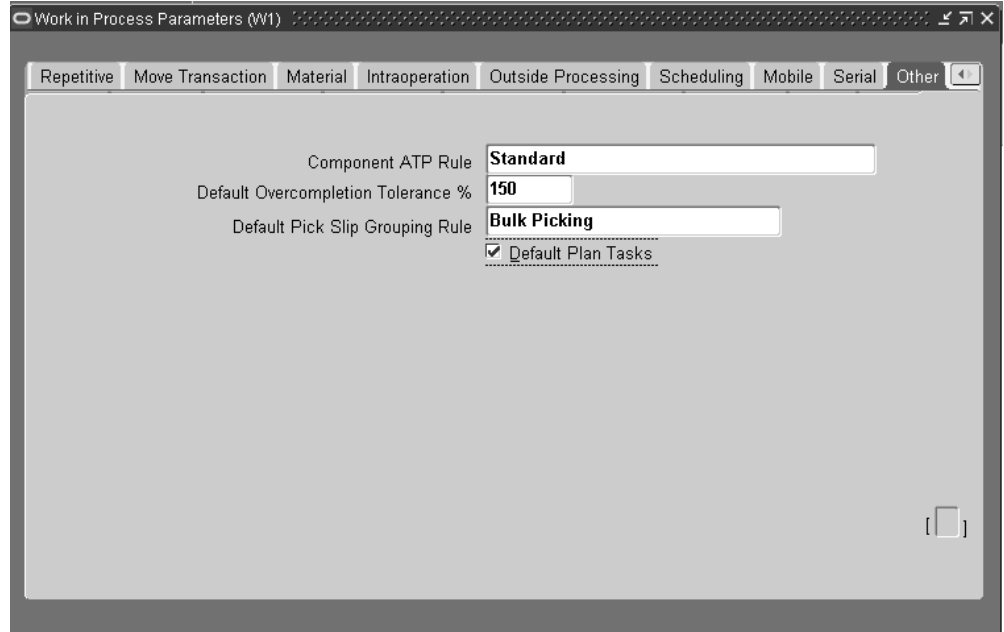 Work in Process Parameters (W1)
Repetitive Move Transaction Material Intraoperation Outside Processing Scheduling Mobile Serial Other
Component ATP Rule Standard
Default Overcompletion Tolerance % 150
Default Pick Slip Grouping Rule Bulk Picking
Default Plan Tasks
[ ]